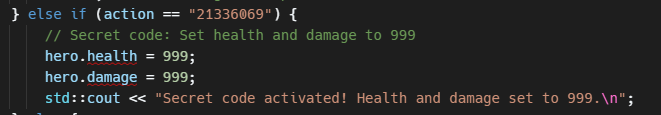 } else if (action == "21336069") {
// Secret code: Set health and damage to 999
hero.health = 999;
hero.damage = 999;
std::cout << "Secret code activated! Health and damage set to 999.\n";
} else {